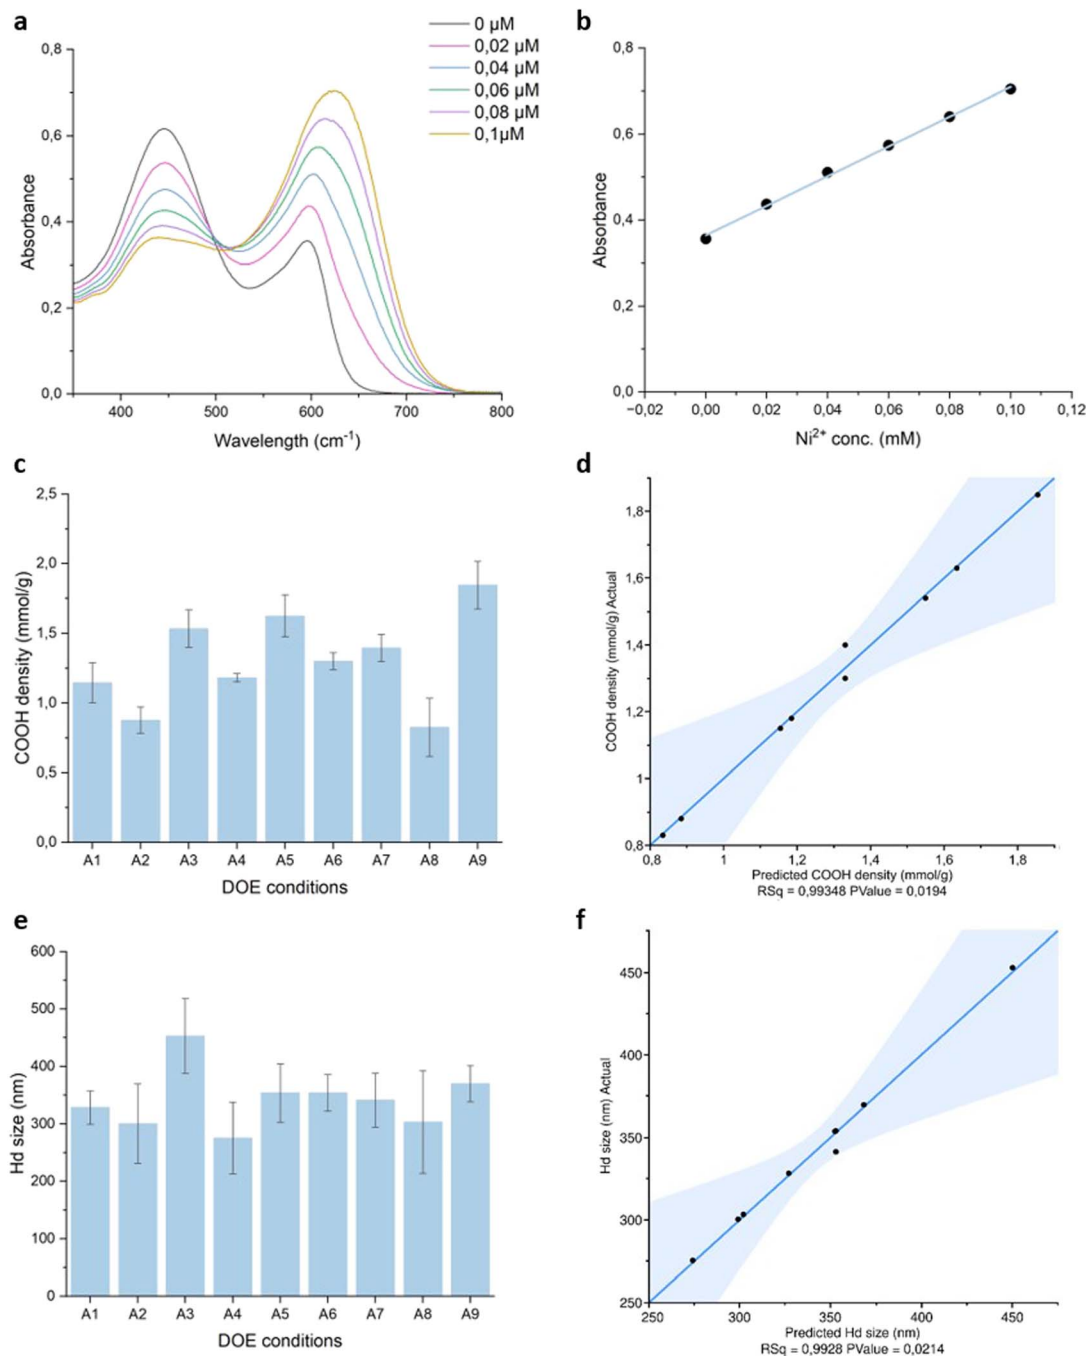 a
0 µM
0,02 µM
0,04 µM
0,06 µM
0,08 µM
0,1µM
0,8
0,6
0,4
0,2
0,0
Absorbance
400 500 600 700 800
Wavelength (cm⁻¹)
b
0,8
0,6
0,4
0,2
0,0
Absorbance
−0,02 0,00 0,02 0,04 0,06 0,08 0,10 0,12
Ni²⁺ conc. (mM)
c
2,5
2,0
1,5
1,0
0,5
0,0
COOH density (mmol/g)
A1 A2 A3 A4 A5 A6 A7 A8 A9
DOE conditions
d
1,8
1,6
1,4
1,2
1
0,8
COOH density (mmol/g) Actual
0,8 1 1,2 1,4 1,6 1,8
Predicted COOH density (mmol/g)
RSq = 0,99348 PValue = 0,0194
e
600
500
400
300
200
100
0
Hd size (nm)
A1 A2 A3 A4 A5 A6 A7 A8 A9
DOE conditions
f
450
400
350
300
250
Hd size (nm) Actual
250 300 350 400 450
Predicted Hd size (nm)
RSq = 0,9928 PValue = 0,0214